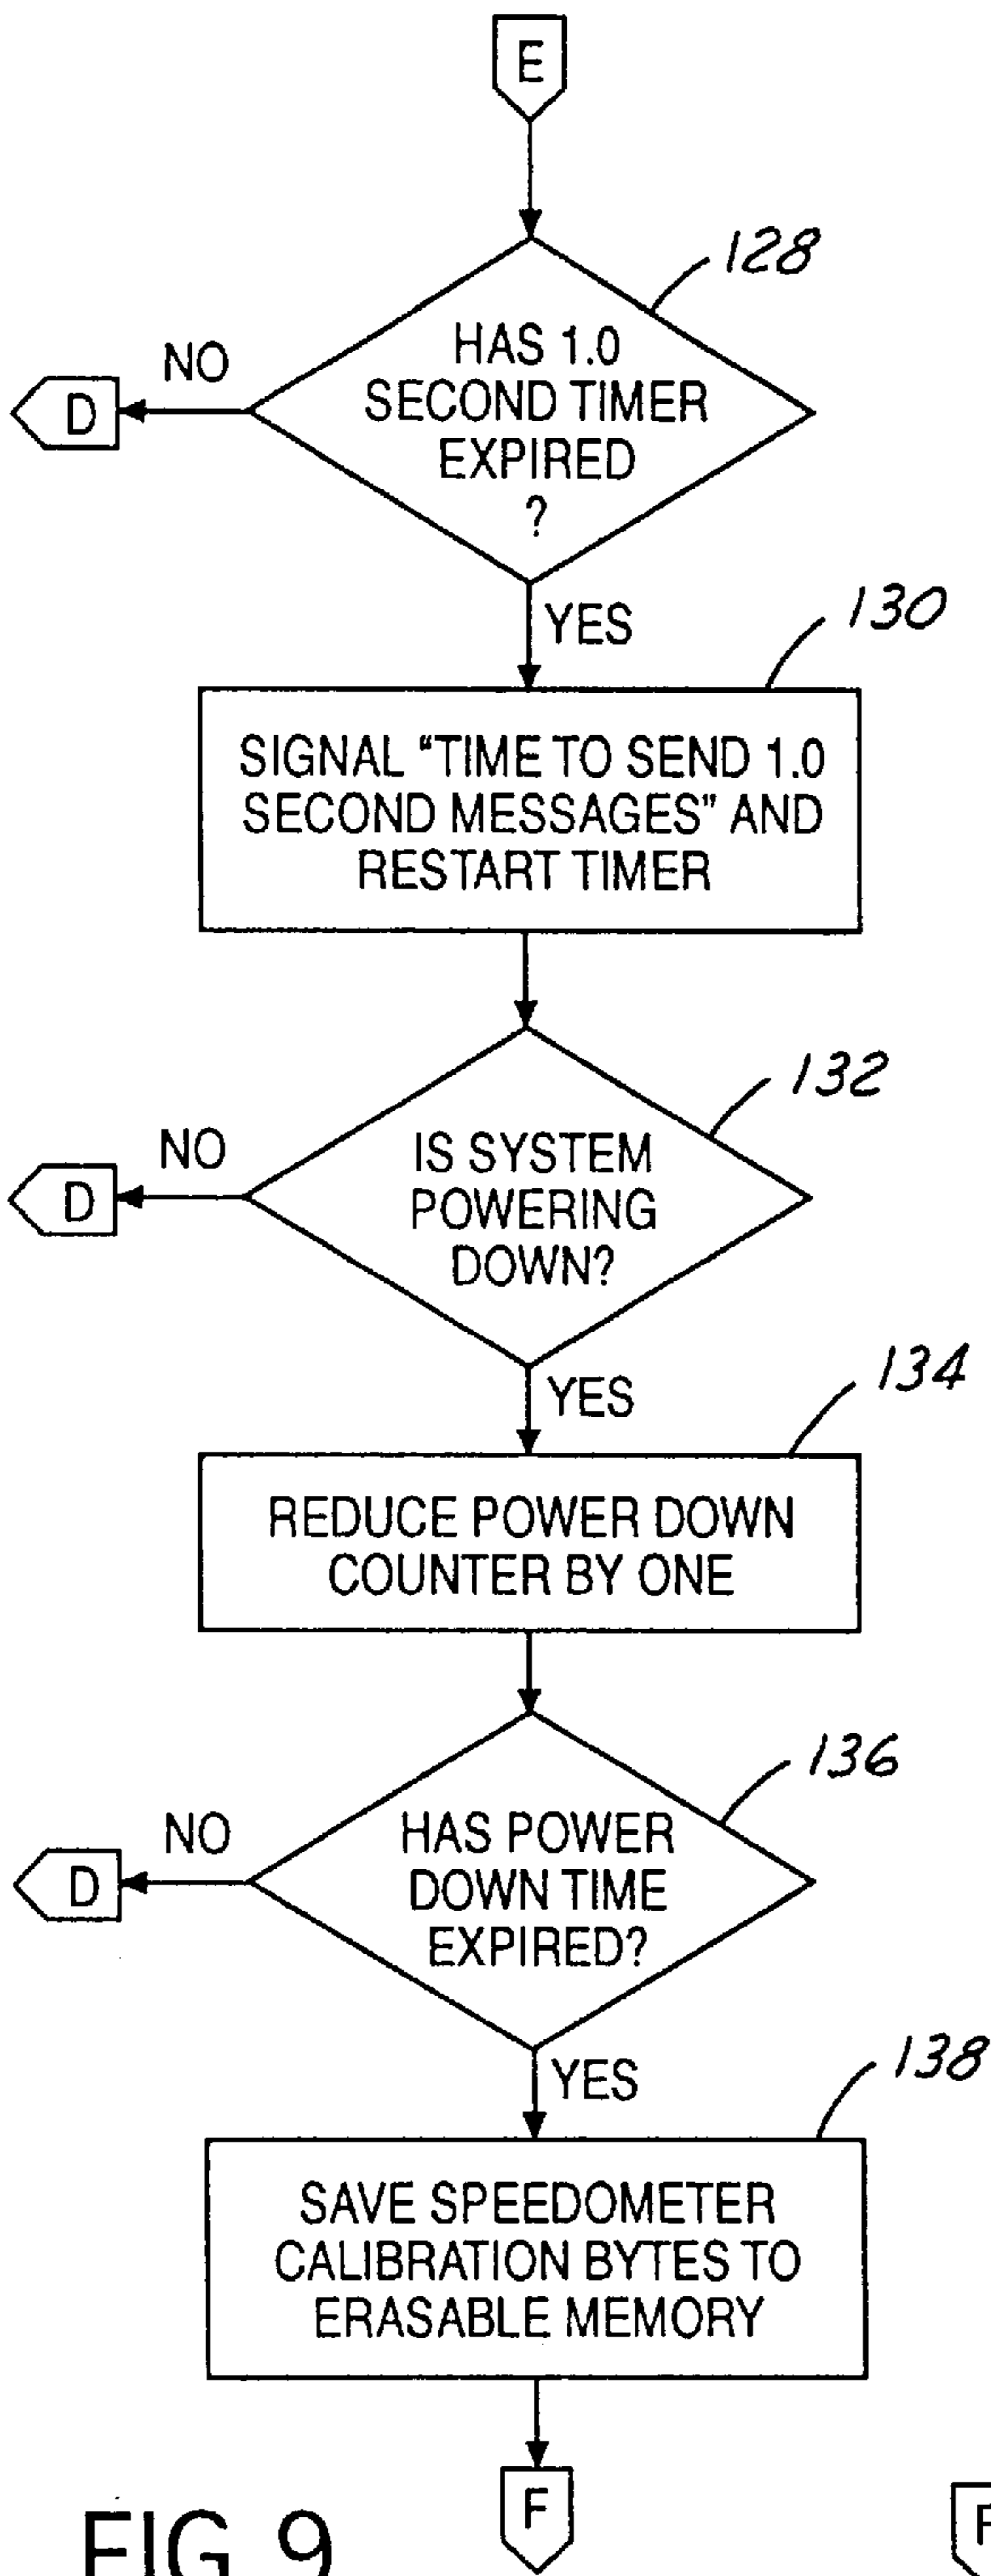 E
128
HAS 1.0
SECOND TIMER
EXPIRED
?
NO
D
YES
130
SIGNAL “TIME TO SEND 1.0
SECOND MESSAGES” AND
RESTART TIMER
132
IS SYSTEM
POWERING
DOWN?
NO
D
YES
134
REDUCE POWER DOWN
COUNTER BY ONE
136
HAS POWER
DOWN TIME
EXPIRED?
NO
D
YES
138
SAVE SPEEDOMETER
CALIBRATION BYTES TO
ERASABLE MEMORY
F
FIG 9